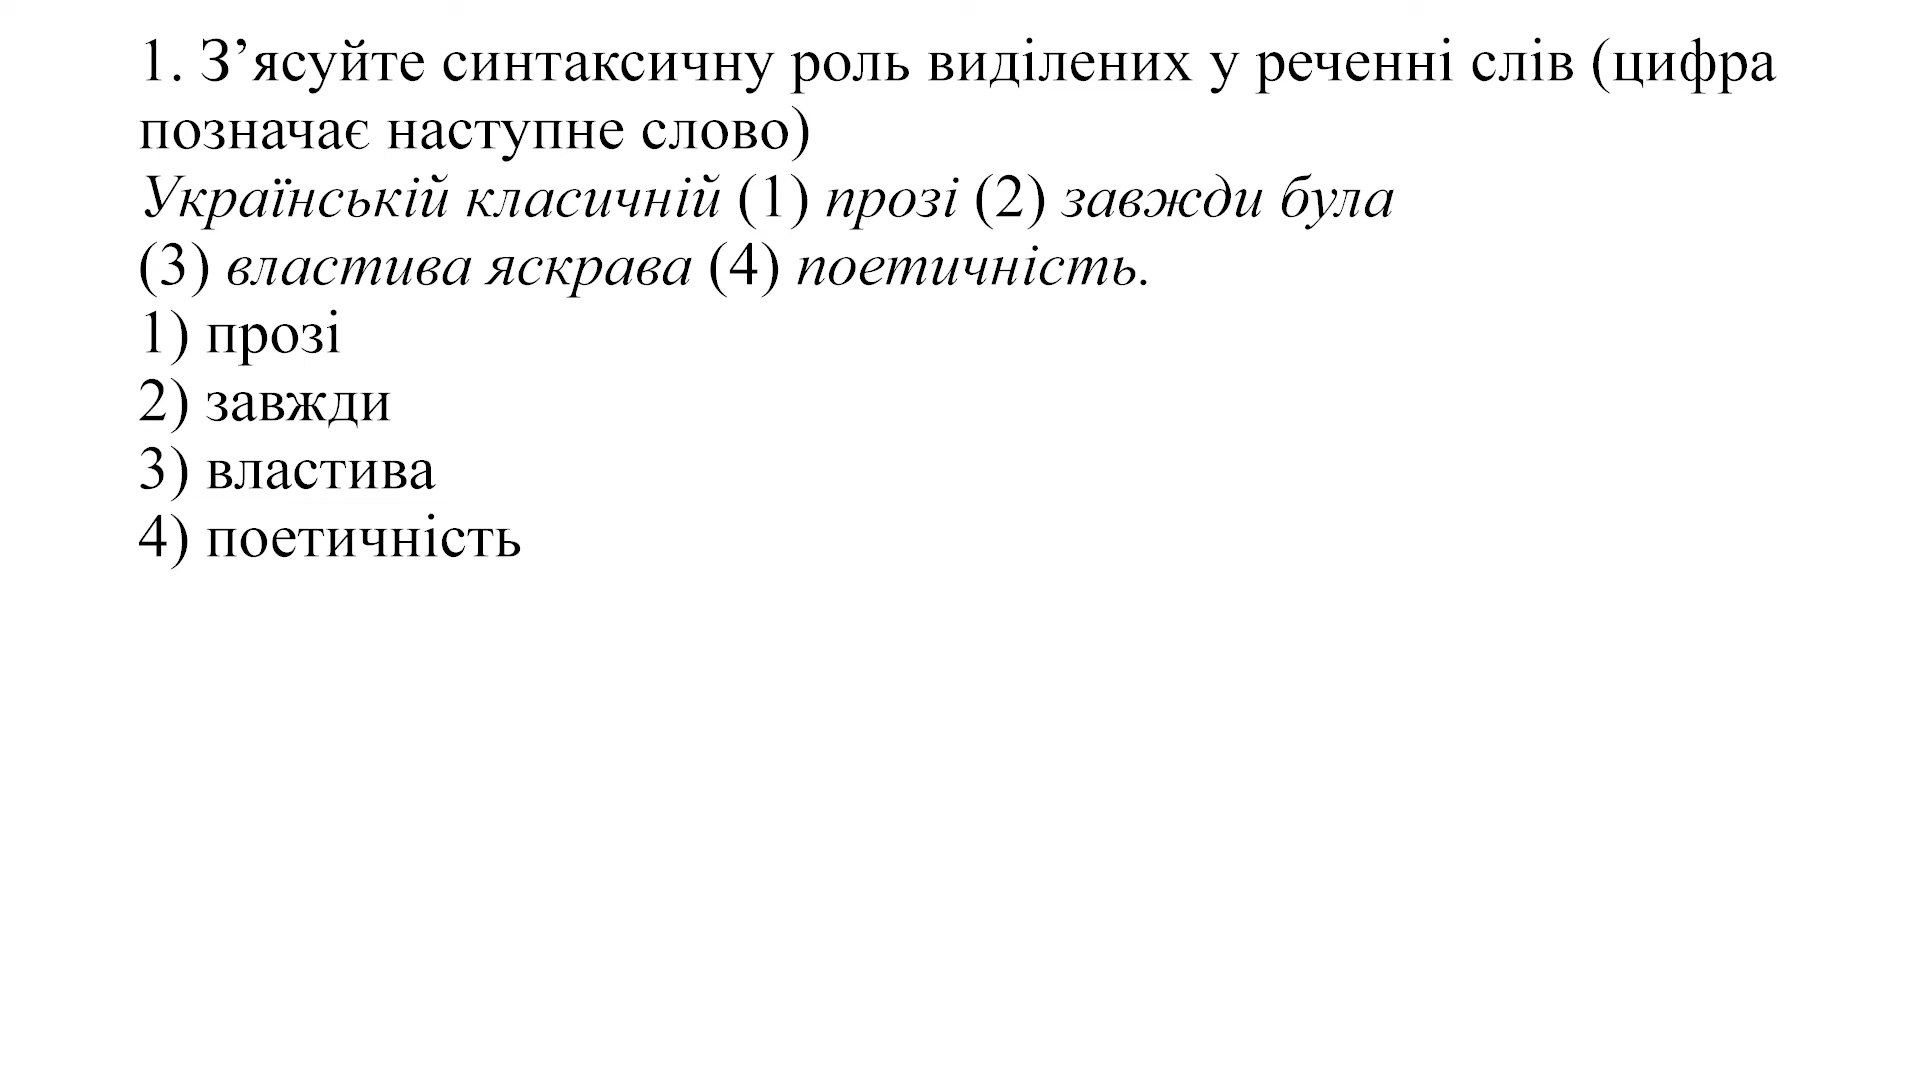 1. З’ясуйте синтаксичну роль виділених у реченні слів (цифра
позначає наступне слово)
Українській класичній (1) прозі (2) завжди була
(3) властива яскрава (4) поетичність.
1) прозі
2) завжди
3) властива
4) поетичність